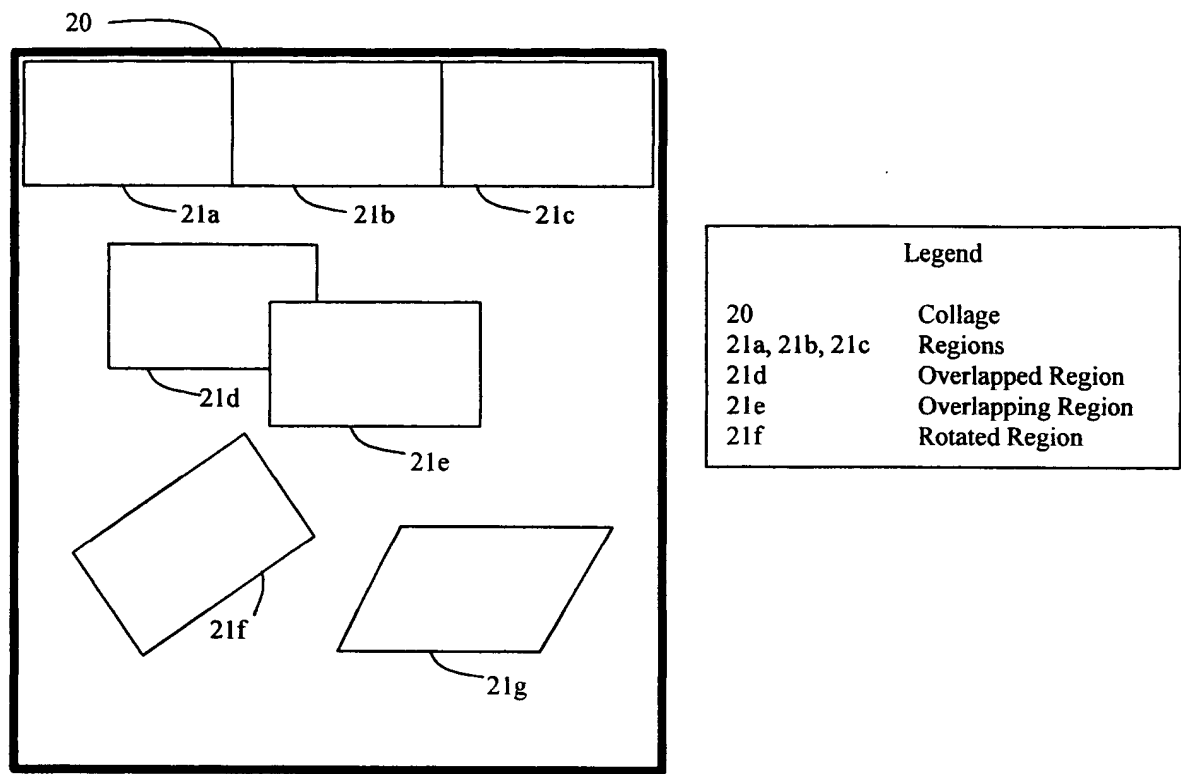 20
21a
21b
21c
21d
21e
21f
21g
Legend
20 Collage
21a, 21b, 21c Regions
21d Overlapped Region
21e Overlapping Region
21f Rotated Region